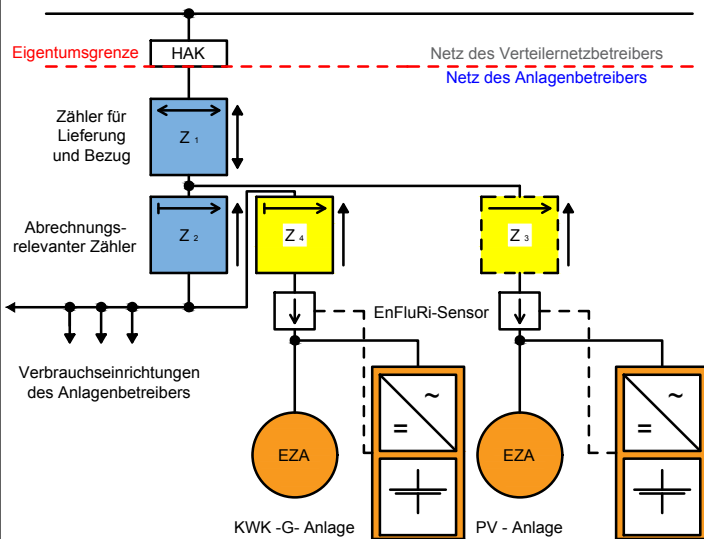 Eigentumsgrenze
HAK
Netz des Verteilernetzbetreibers
Netz des Anlagenbetreibers
Zähler für
Lieferung
und Bezug
Z 1
Abrechnungs-
relevanter Zähler
Z 2
Z 4
Z 3
EnFluRi-Sensor
Verbrauchseinrichtungen
des Anlagenbetreibers
~
=
~
=
EZA
EZA
KWK -G- Anlage
PV - Anlage